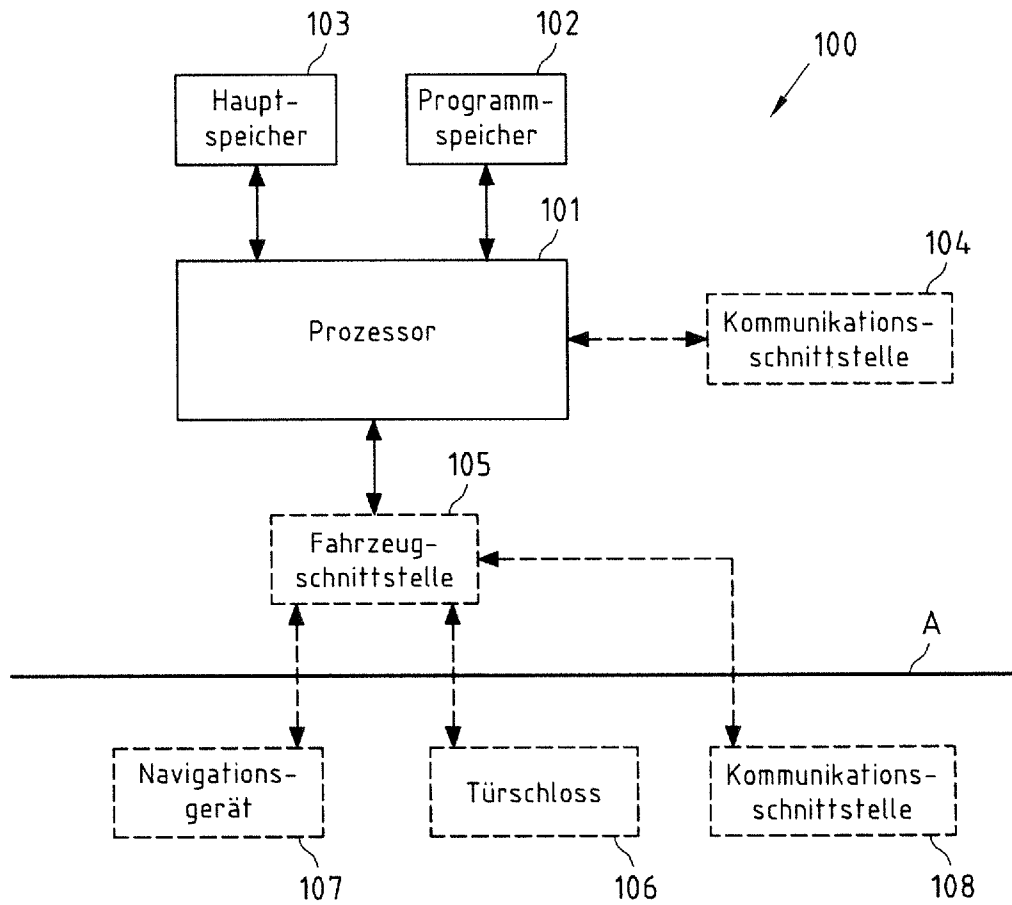 103
102
100
Haupt-
speicher
Programm-
speicher
101
104
Prozessor
Kommunikations-
schnittstelle
105
Fahrzeug-
schnittstelle
A
Navigations-
gerät
Türschloss
Kommunikations-
schnittstelle
107
106
108